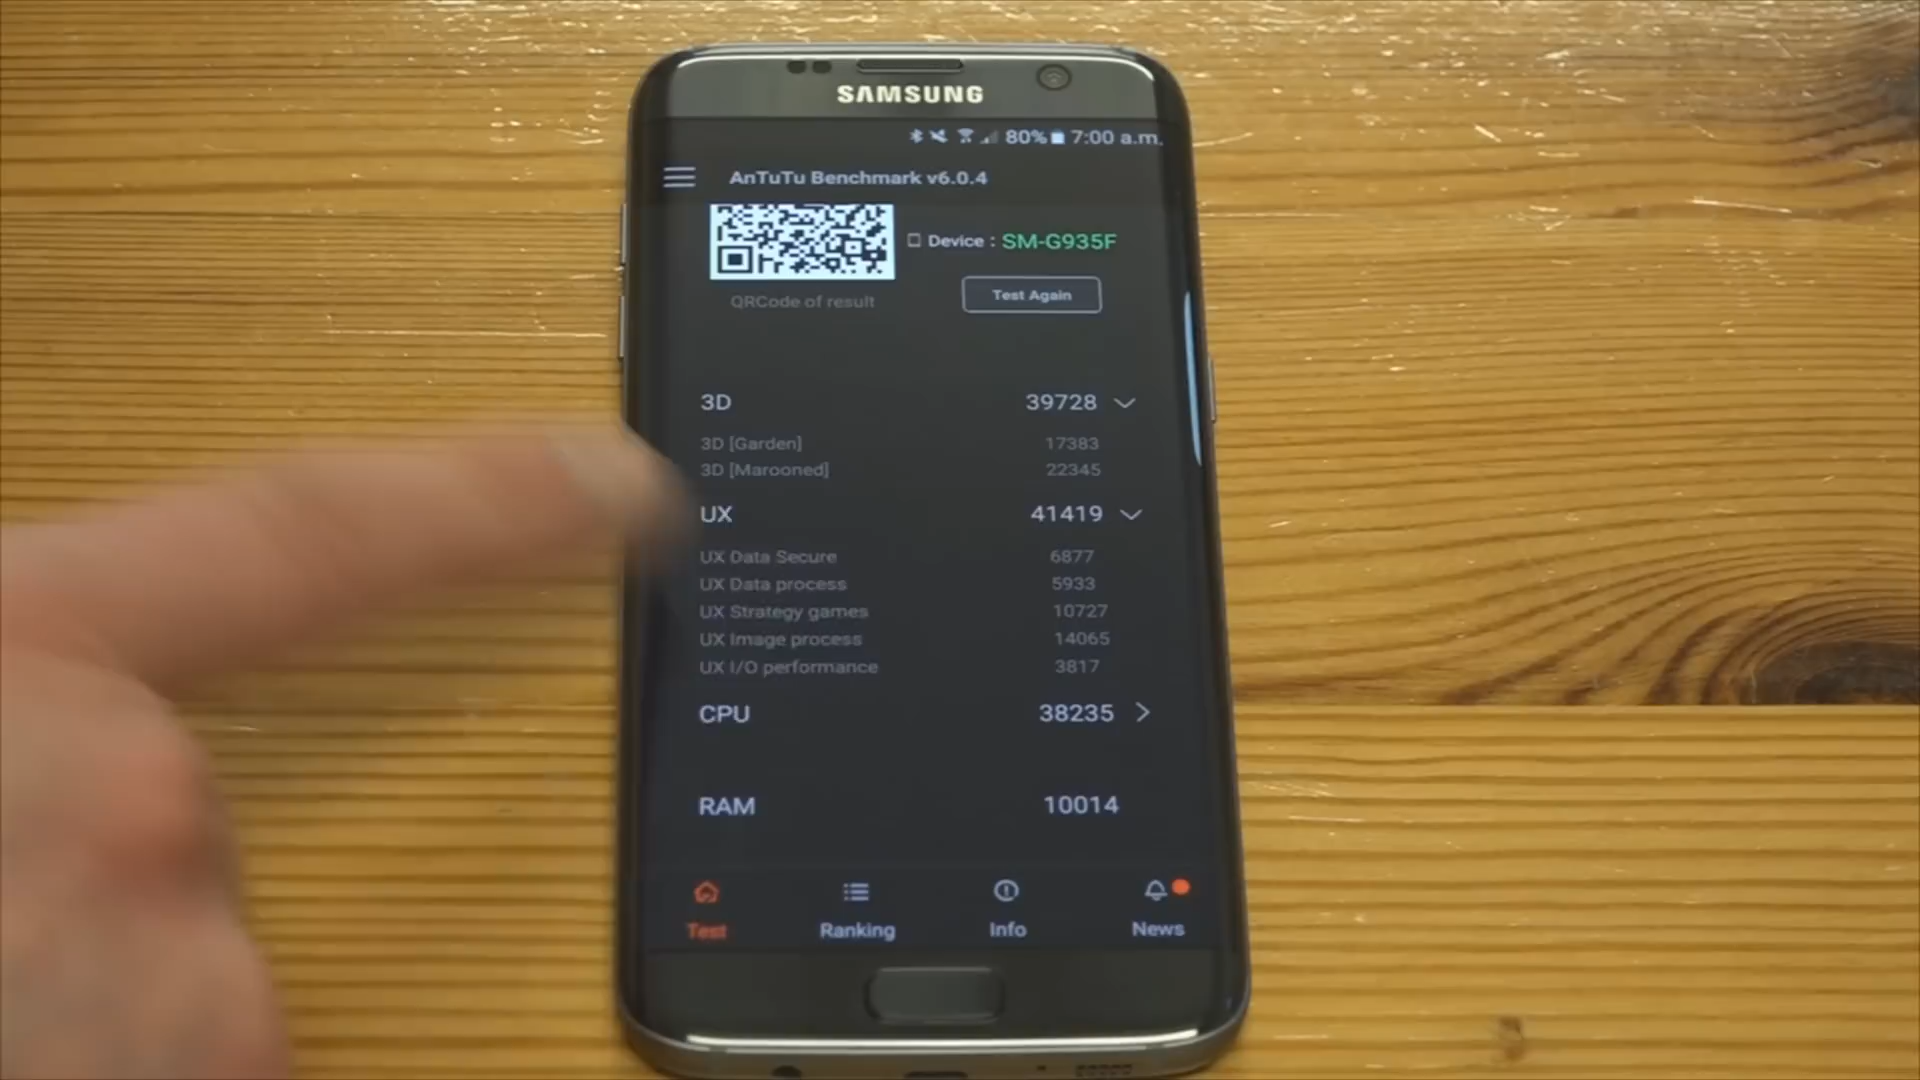 SAMSUNG
80% 7:00 a.m.
AnTuTu Benchmark v6.0.4
Device : SM-G935F
QRCode of result
Test Again
3D 39728
3D [Garden] 17383
3D [Marooned] 22345
UX 41419
UX Data Secure 6877
UX Data process 5933
UX Strategy games 10727
UX Image process 14065
UX I/O performance 3817
CPU 38235
RAM 10014
Test Ranking Info News